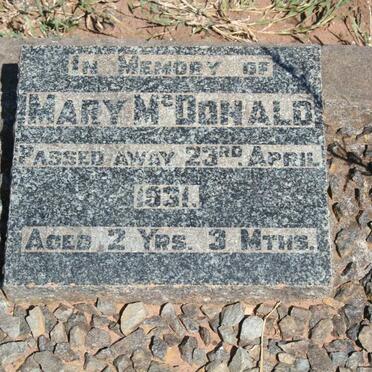 IN MEMORY OF
MARY McDONALD
PASSED AWAY 23RD APRIL
1931.
AGED 2 YRS. 3 MTHS.